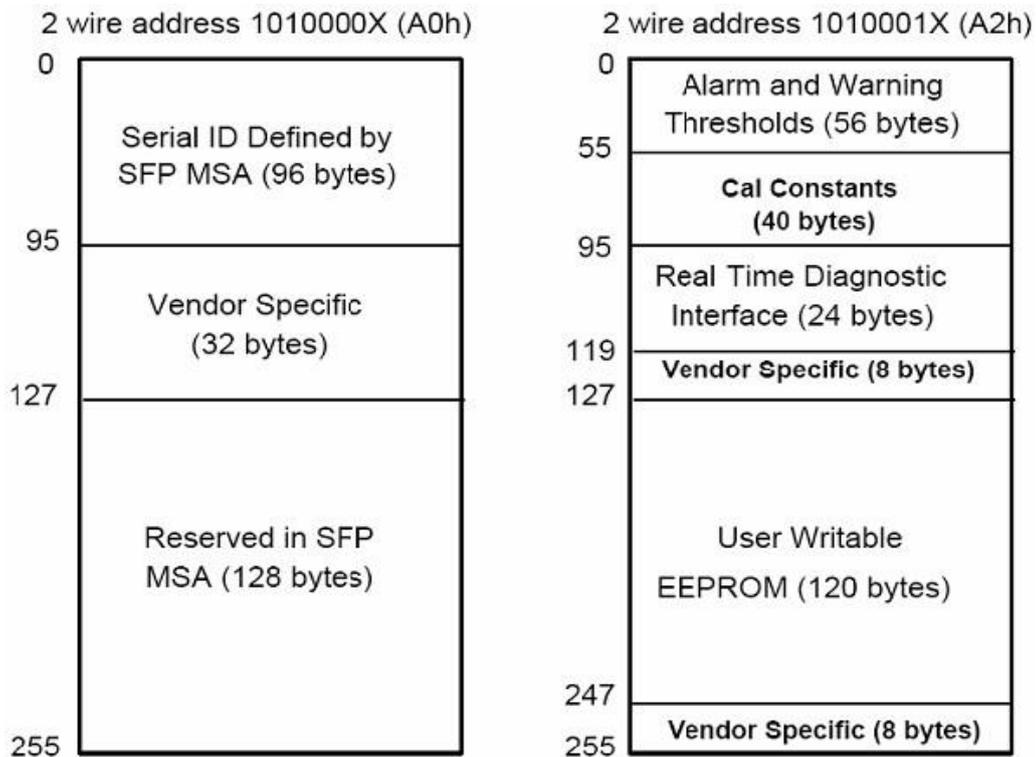 2 wire address 1010000X (A0h)
0
Serial ID Defined by
SFP MSA (96 bytes)
95
Vendor Specific
(32 bytes)
127
Reserved in SFP
MSA (128 bytes)
255
2 wire address 1010001X (A2h)
0
Alarm and Warning
Thresholds (56 bytes)
55
Cal Constants
(40 bytes)
95
Real Time Diagnostic
Interface (24 bytes)
119
Vendor Specific (8 bytes)
127
User Writable
EEPROM (120 bytes)
247
Vendor Specific (8 bytes)
255